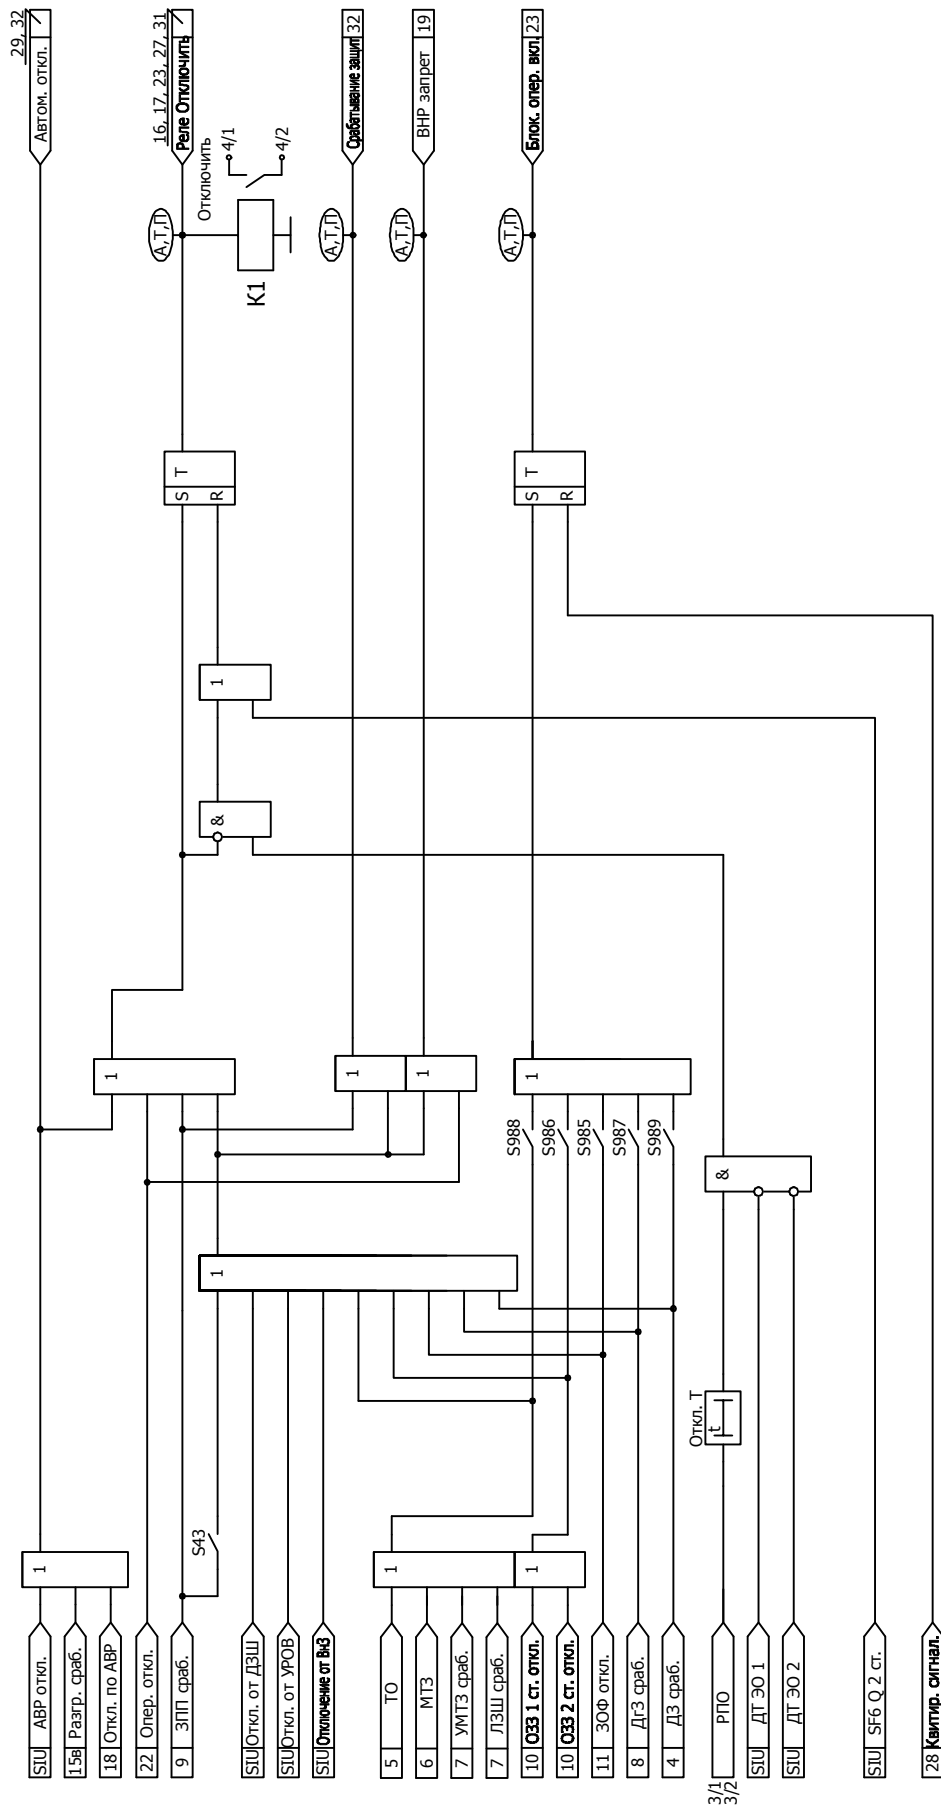 SIU АВР откл.
15в Разгр. сраб.
18 Откл. по АВР
22 Опер. откл.
9 ЗПП сраб.
SIU Откл. от ДЗШ
SIU Откл. от УРОВ
SIU Отключение от ВнЗ
5 ТО
6 МТЗ
7 УМТЗ сраб.
7 ЛЗШ сраб.
10 ОЗЗ 1 ст. откл.
10 ОЗЗ 2 ст. откл.
11 ЗОФ откл.
8 ДгЗ сраб.
4 ДЗ сраб.
3/1
3/2
РПО
SIU ДТ ЭО 1
SIU ДТ ЭО 2
SIU SF6 Q 2 ст.
28 Квитир. сигнал.
1
S43
1
1
Откл. T
t
1
&
S988
S986
S985
S987
S989
1
1
1
1
&
1
S T
R
S T
R
K1
А,Т,П
А,Т,П
А,Т,П
А,Т,П
Отключить
4/1
4/2
Автом. откл.
29, 32
Реле Отключить
16, 17, 23, 27, 31
Срабатывание защит 32
ВНР запрет 19
Блок. опер. вкл. 23